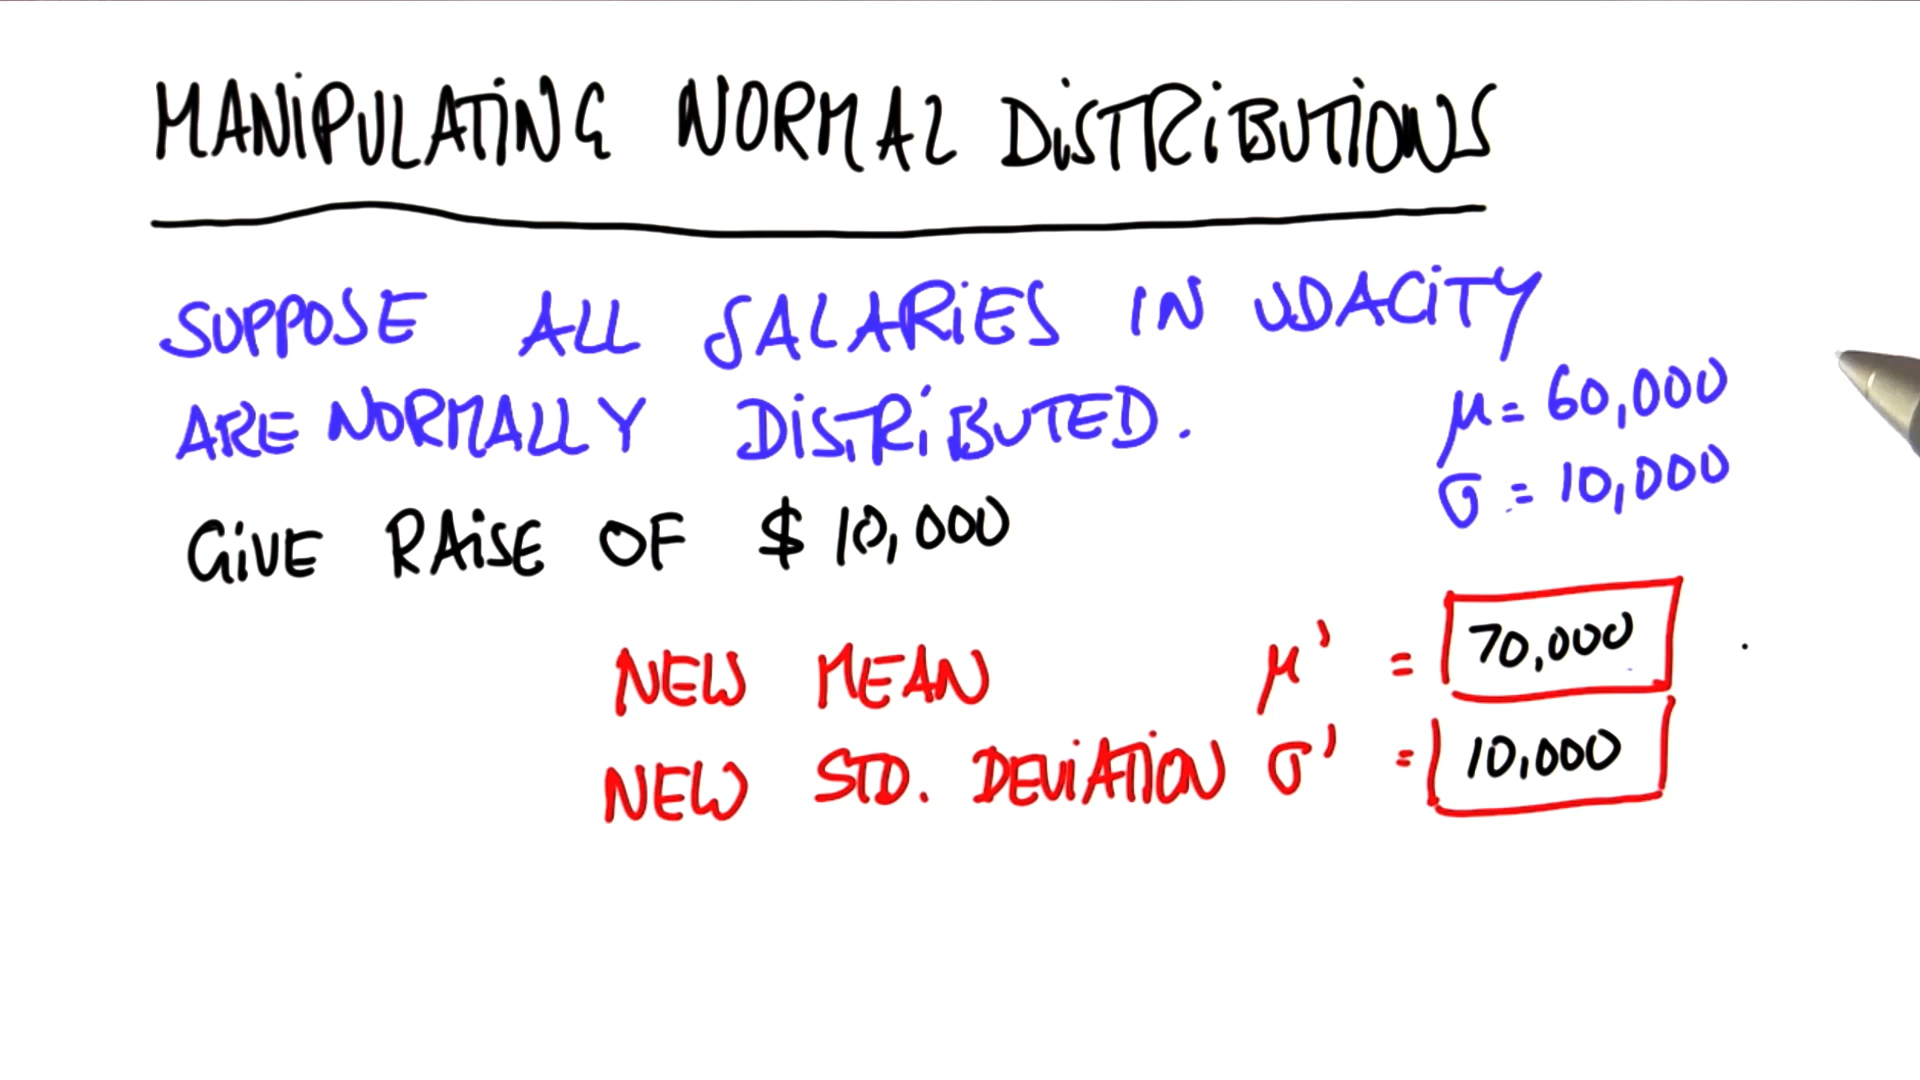 MANiPULATiNG NORMAL DiSTRiBUTiONS
SUPPOSE ALL SALARiES IN UDACiTY
ARE NORMALLY DiSTRiBUTED.
μ = 60,000
σ = 10,000
GiVE RAiSE OF $ 10,000
NEW MEAN μ' = 70,000
NEW STD. DEViATiON σ' = 10,000